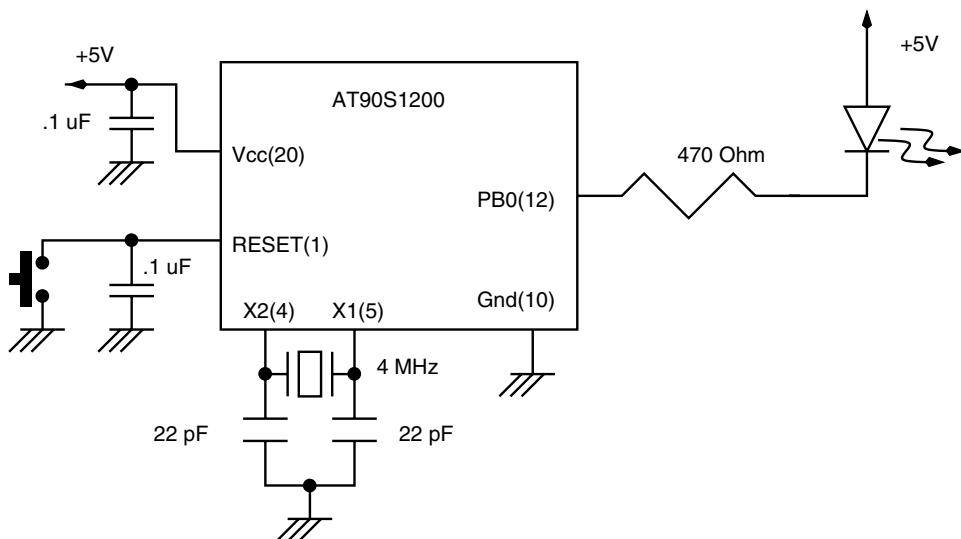 +5V
+5V
AT90S1200
.1 uF
Vcc(20)
470 Ohm
PB0(12)
RESET(1)
.1 uF
Gnd(10)
X2(4)
X1(5)
4 MHz
22 pF
22 pF